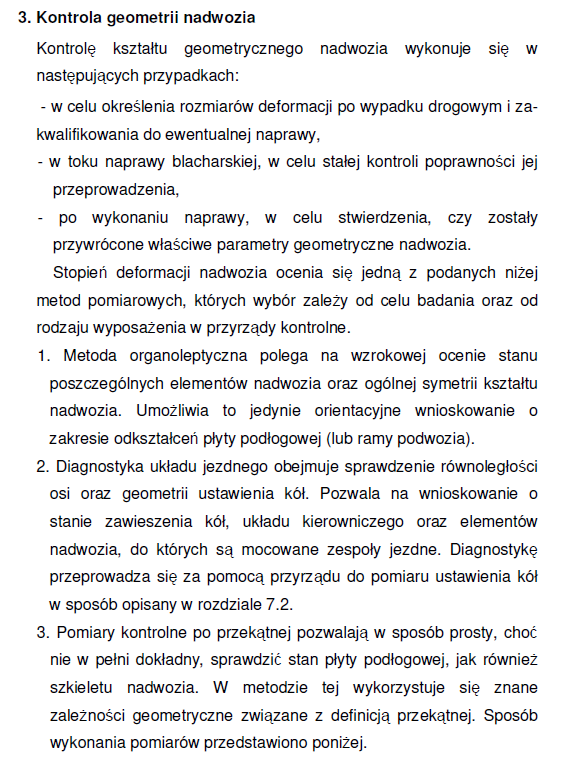 3. Kontrola geometrii nadwozia
Kontrolę kształtu geometrycznego nadwozia wykonuje się w
następujących przypadkach:
- w celu określenia rozmiarów deformacji po wypadku drogowym i za-
kwalifikowania do ewentualnej naprawy,
- w toku naprawy blacharskiej, w celu stałej kontroli poprawności jej
przeprowadzenia,
- po wykonaniu naprawy, w celu stwierdzenia, czy zostały
przywrócone właściwe parametry geometryczne nadwozia.
Stopień deformacji nadwozia ocenia się jedną z podanych niżej
metod pomiarowych, których wybór zależy od celu badania oraz od
rodzaju wyposażenia w przyrządy kontrolne.
1. Metoda organoleptyczna polega na wzrokowej ocenie stanu
poszczególnych elementów nadwozia oraz ogólnej symetrii kształtu
nadwozia. Umożliwia to jedynie orientacyjne wnioskowanie o
zakresie odkształceń płyty podłogowej (lub ramy podwozia).
2. Diagnostyka układu jezdnego obejmuje sprawdzenie równoległości
osi oraz geometrii ustawienia kół. Pozwala na wnioskowanie o
stanie zawieszenia kół, układu kierowniczego oraz elementów
nadwozia, do których są mocowane zespoły jezdne. Diagnostykę
przeprowadza się za pomocą przyrządu do pomiaru ustawienia kół
w sposób opisany w rozdziale 7.2.
3. Pomiary kontrolne po przekątnej pozwalają w sposób prosty, choć
nie w pełni dokładny, sprawdzić stan płyty podłogowej, jak również
szkieletu nadwozia. W metodzie tej wykorzystuje się znane
zależności geometryczne związane z definicją przekątnej. Sposób
wykonania pomiarów przedstawiono poniżej.